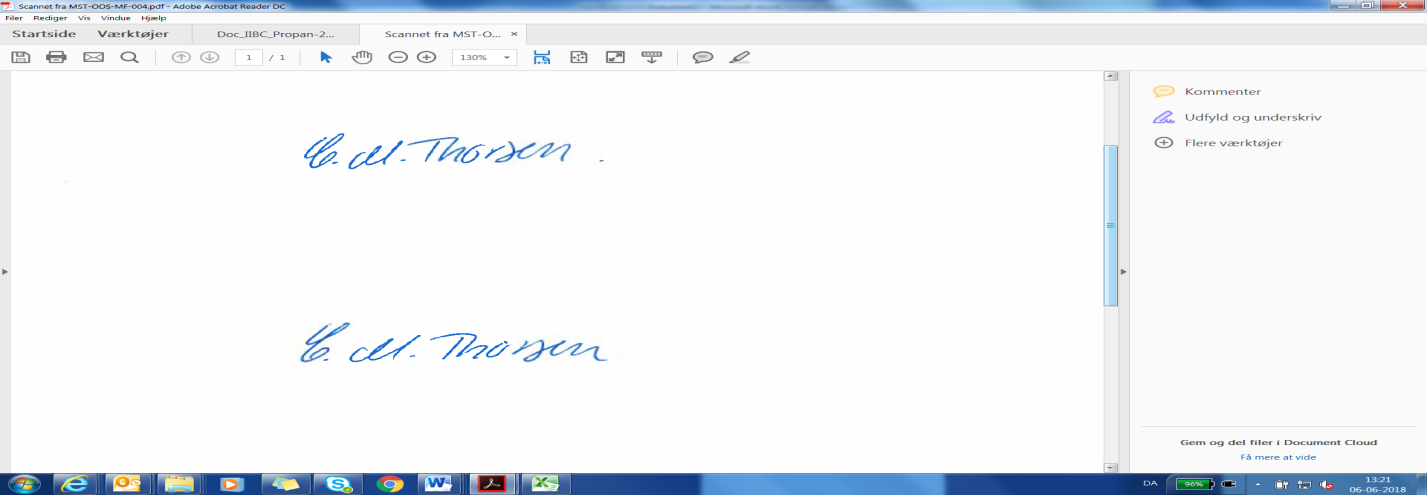 Scannet fra MST-ODS-MF-004.pdf - Adobe Acrobat Reader DC
Filer Rediger Vis Vindue Hjælp
Startside Værktøjer Doc_IIBC_Propan-2... Scannet fra MST-O... ×
1 / 1 130%
Kommenter
Udfyld og underskriv
Flere værktøjer
C. M. Thorsen .
C. M. Thorsen
Gem og del filer i Document Cloud
Få mere at vide
DA 96% 13:21
06-06-2018